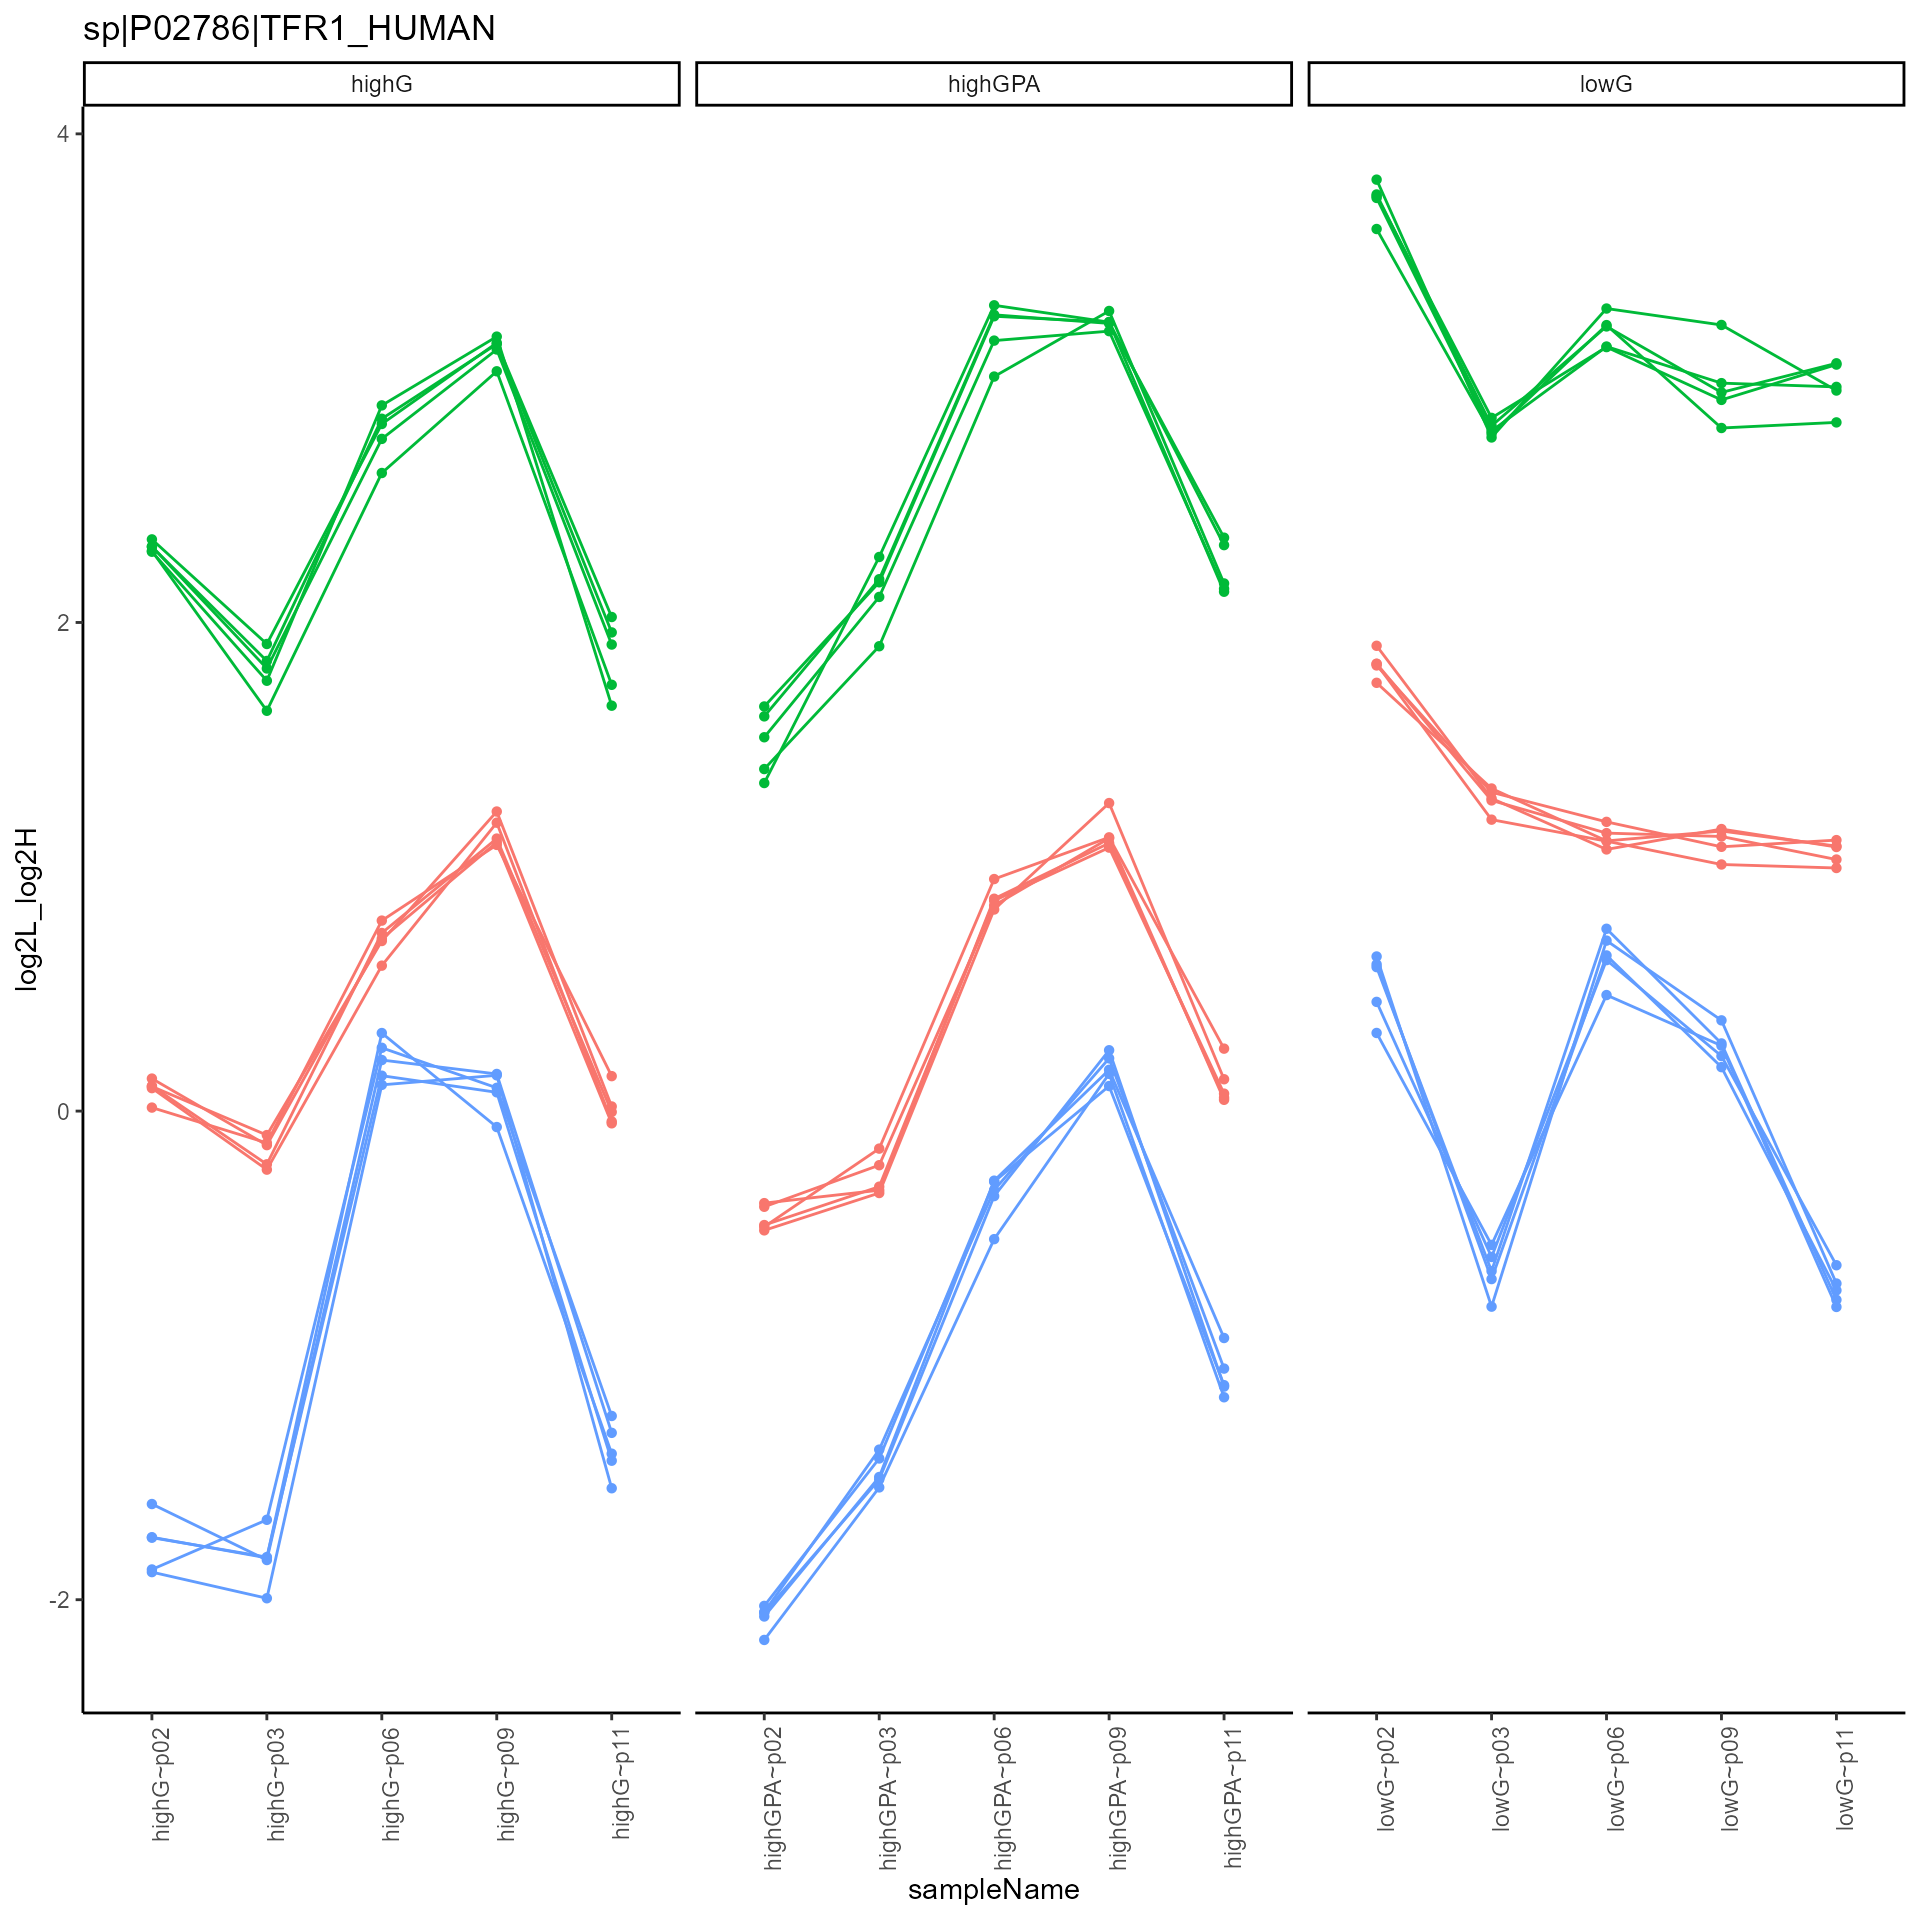 sp|P02786|TFR1_HUMAN
highG
highGPA
lowG
4
2
0
-2
log2L_log2H
highG~p02
highG~p03
highG~p06
highG~p09
highG~p11
highGPA~p02
highGPA~p03
highGPA~p06
highGPA~p09
highGPA~p11
lowG~p02
lowG~p03
lowG~p06
lowG~p09
lowG~p11
sampleName